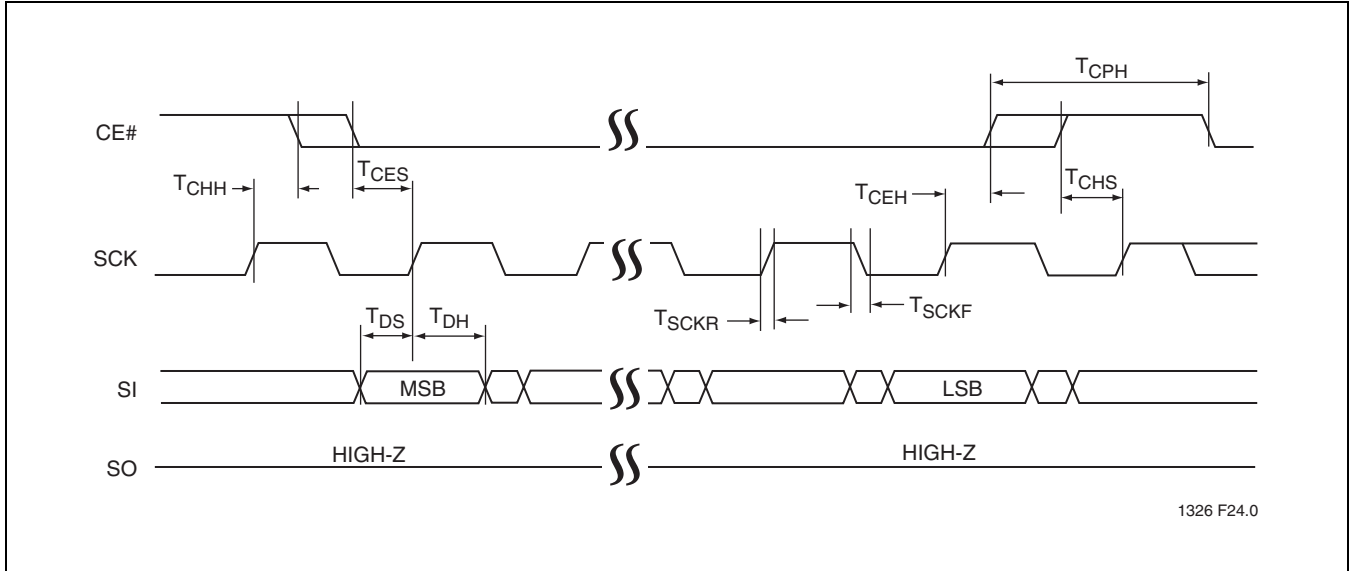 TCPH
CE#
TCHH
TCES
TCEH
TCHS
SCK
TSCKR
TSCKF
TDS
TDH
SI
MSB
LSB
SO
HIGH-Z
HIGH-Z
1326 F24.0